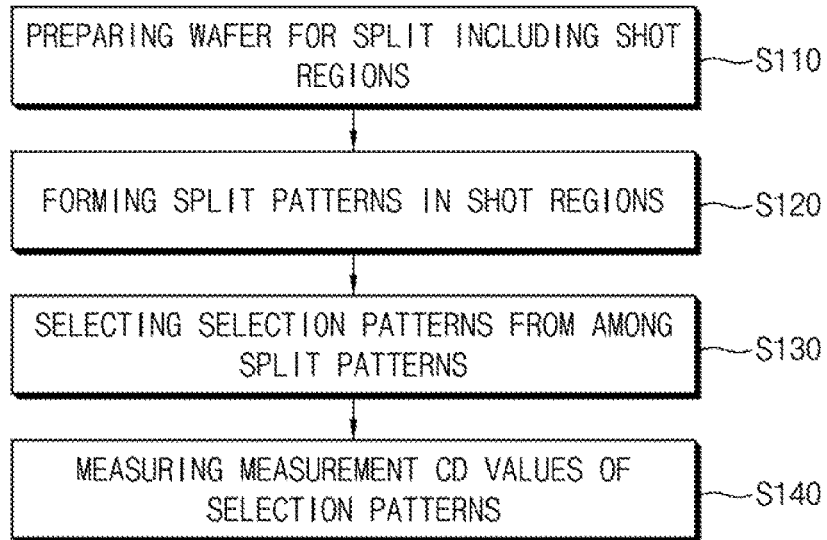 PREPARING WAFER FOR SPLIT INCLUDING SHOT
REGIONS
S110
FORMING SPLIT PATTERNS IN SHOT REGIONS
S120
SELECTING SELECTION PATTERNS FROM AMONG
SPLIT PATTERNS
S130
MEASURING MEASUREMENT CD VALUES OF
SELECTION PATTERNS
S140